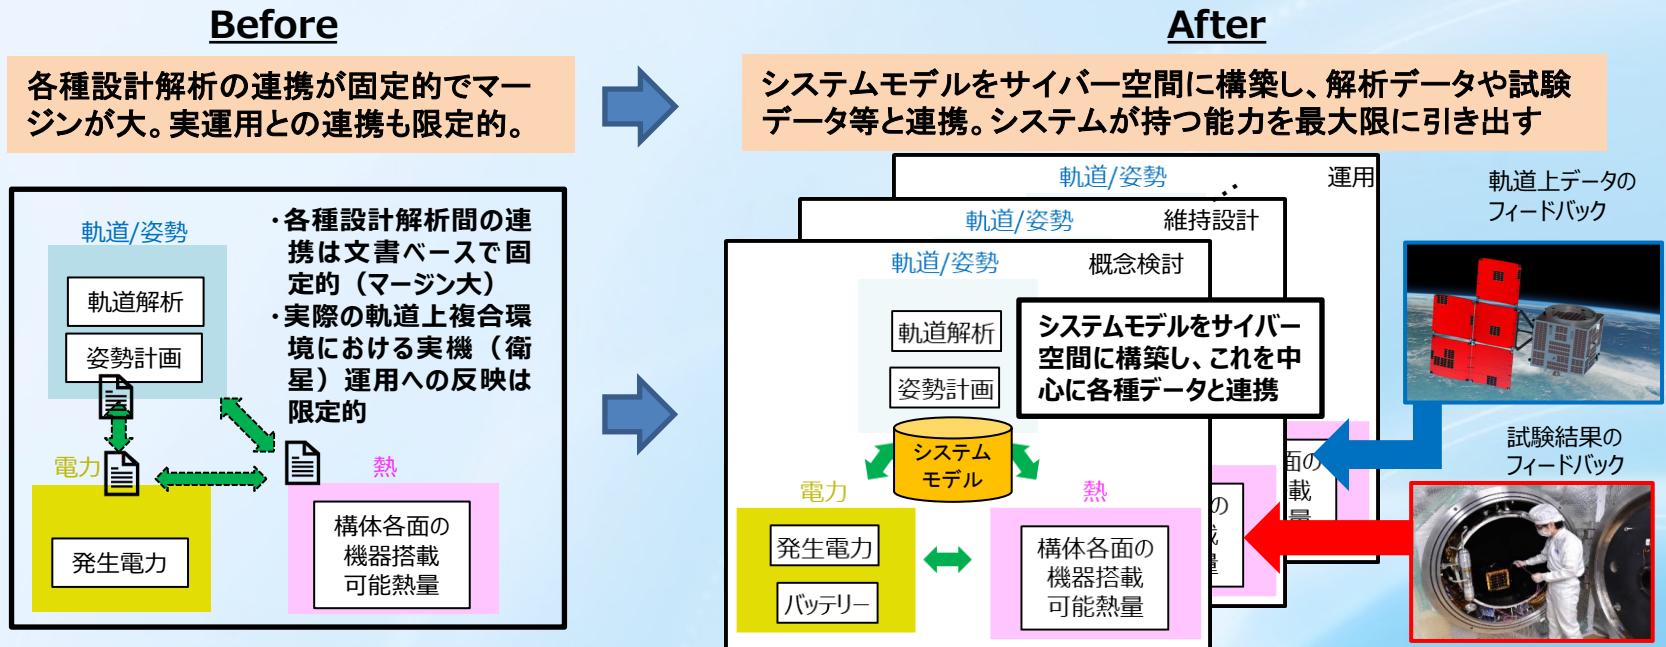 Before
各種設計解析の連携が固定的でマー
ジンが大。実運用との連携も限定的。
軌道/姿勢
軌道解析
姿勢計画
・各種設計解析間の連
携は文書ベースで固
定的（マージン大）
・実際の軌道上複合環
境における実機（衛
星）運用への反映は
限定的
電力
発生電力
熱
構体各面の
機器搭載
可能熱量
After
システムモデルをサイバー空間に構築し、解析データや試験
データ等と連携。システムが持つ能力を最大限に引き出す
軌道/姿勢
運用
軌道/姿勢
維持設計
軌道/姿勢
概念検討
軌道解析
姿勢計画
システムモデルをサイバー
空間に構築し、これを中
心に各種データと連携
システム
モデル
電力
発生電力
バッテリー
熱
構体各面の
機器搭載
可能熱量
面の
載
の
軌道上データの
フィードバック
試験結果の
フィードバック